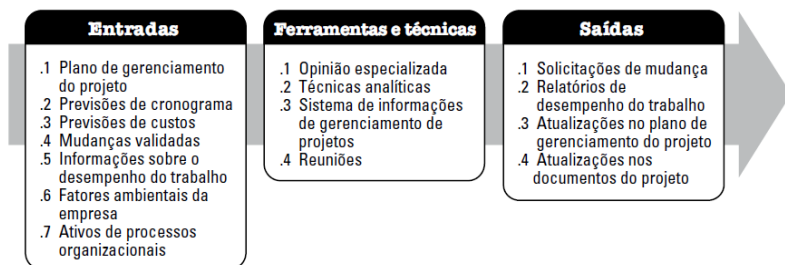 Entradas
.1 Plano de gerenciamento
do projeto
.2 Previsões de cronograma
.3 Previsões de custos
.4 Mudanças validadas
.5 Informações sobre o
desempenho do trabalho
.6 Fatores ambientais da
empresa
.7 Ativos de processos
organizacionais
Ferramentas e técnicas
.1 Opinião especializada
.2 Técnicas analíticas
.3 Sistema de informações
de gerenciamento de
projetos
.4 Reuniões
Saídas
.1 Solicitações de mudança
.2 Relatórios de
desempenho do trabalho
.3 Atualizações no plano de
gerenciamento do projeto
.4 Atualizações nos
documentos do projeto